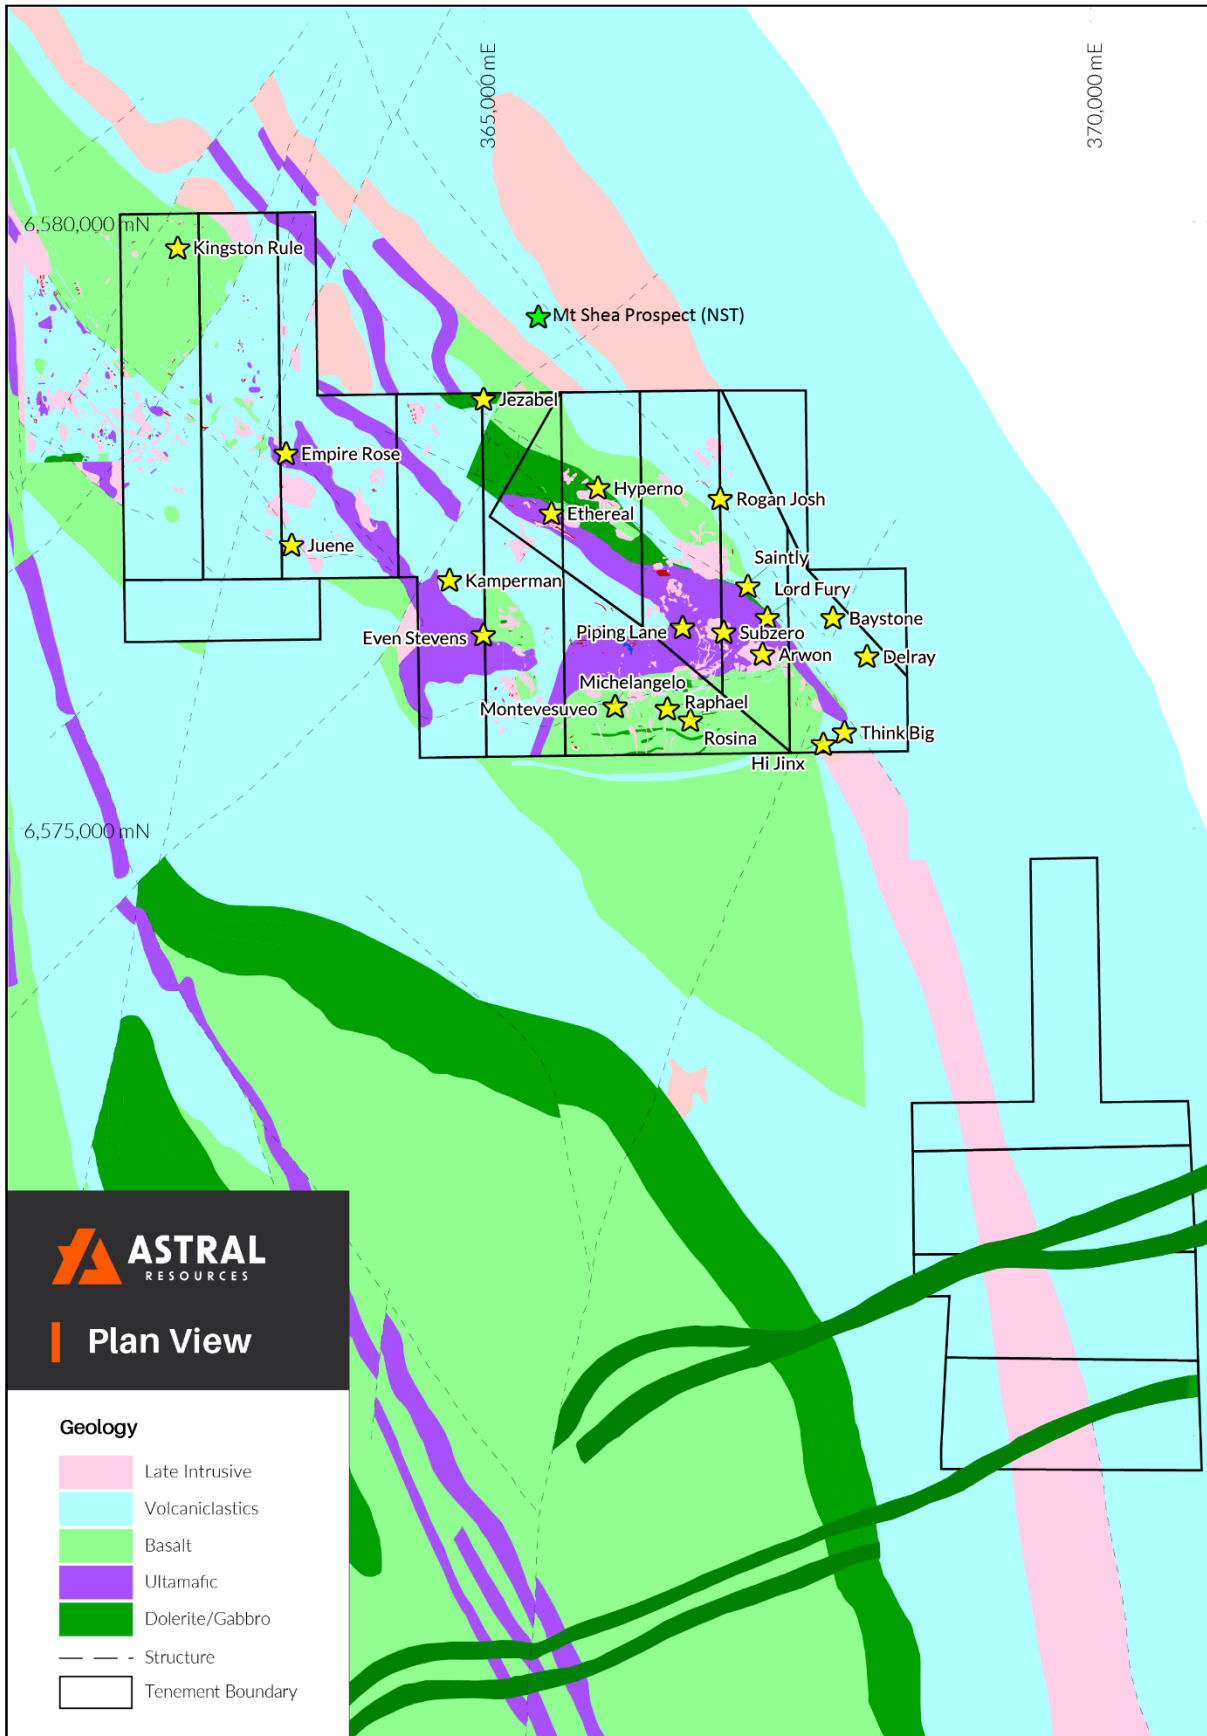 365,000 mE
370,000 mE
6,580,000 mN
Kingston Rule
Mt Shea Prospect (NST)
Jezabel
Empire Rose
Hyperno
Rogan Josh
Ethereal
Juene
Saintly
Kamperman
Lord Fury
Baystone
Piping Lane
Subzero
Even Stevens
Arwon
Delray
Michelangelo
Montevesuveo
Raphael
Rosina
Think Big
Hi Jinx
6,575,000 mN
ASTRAL
RESOURCES
Plan View
Geology
Late Intrusive
Volcaniclastics
Basalt
Ultamafic
Dolerite/Gabbro
Structure
Tenement Boundary